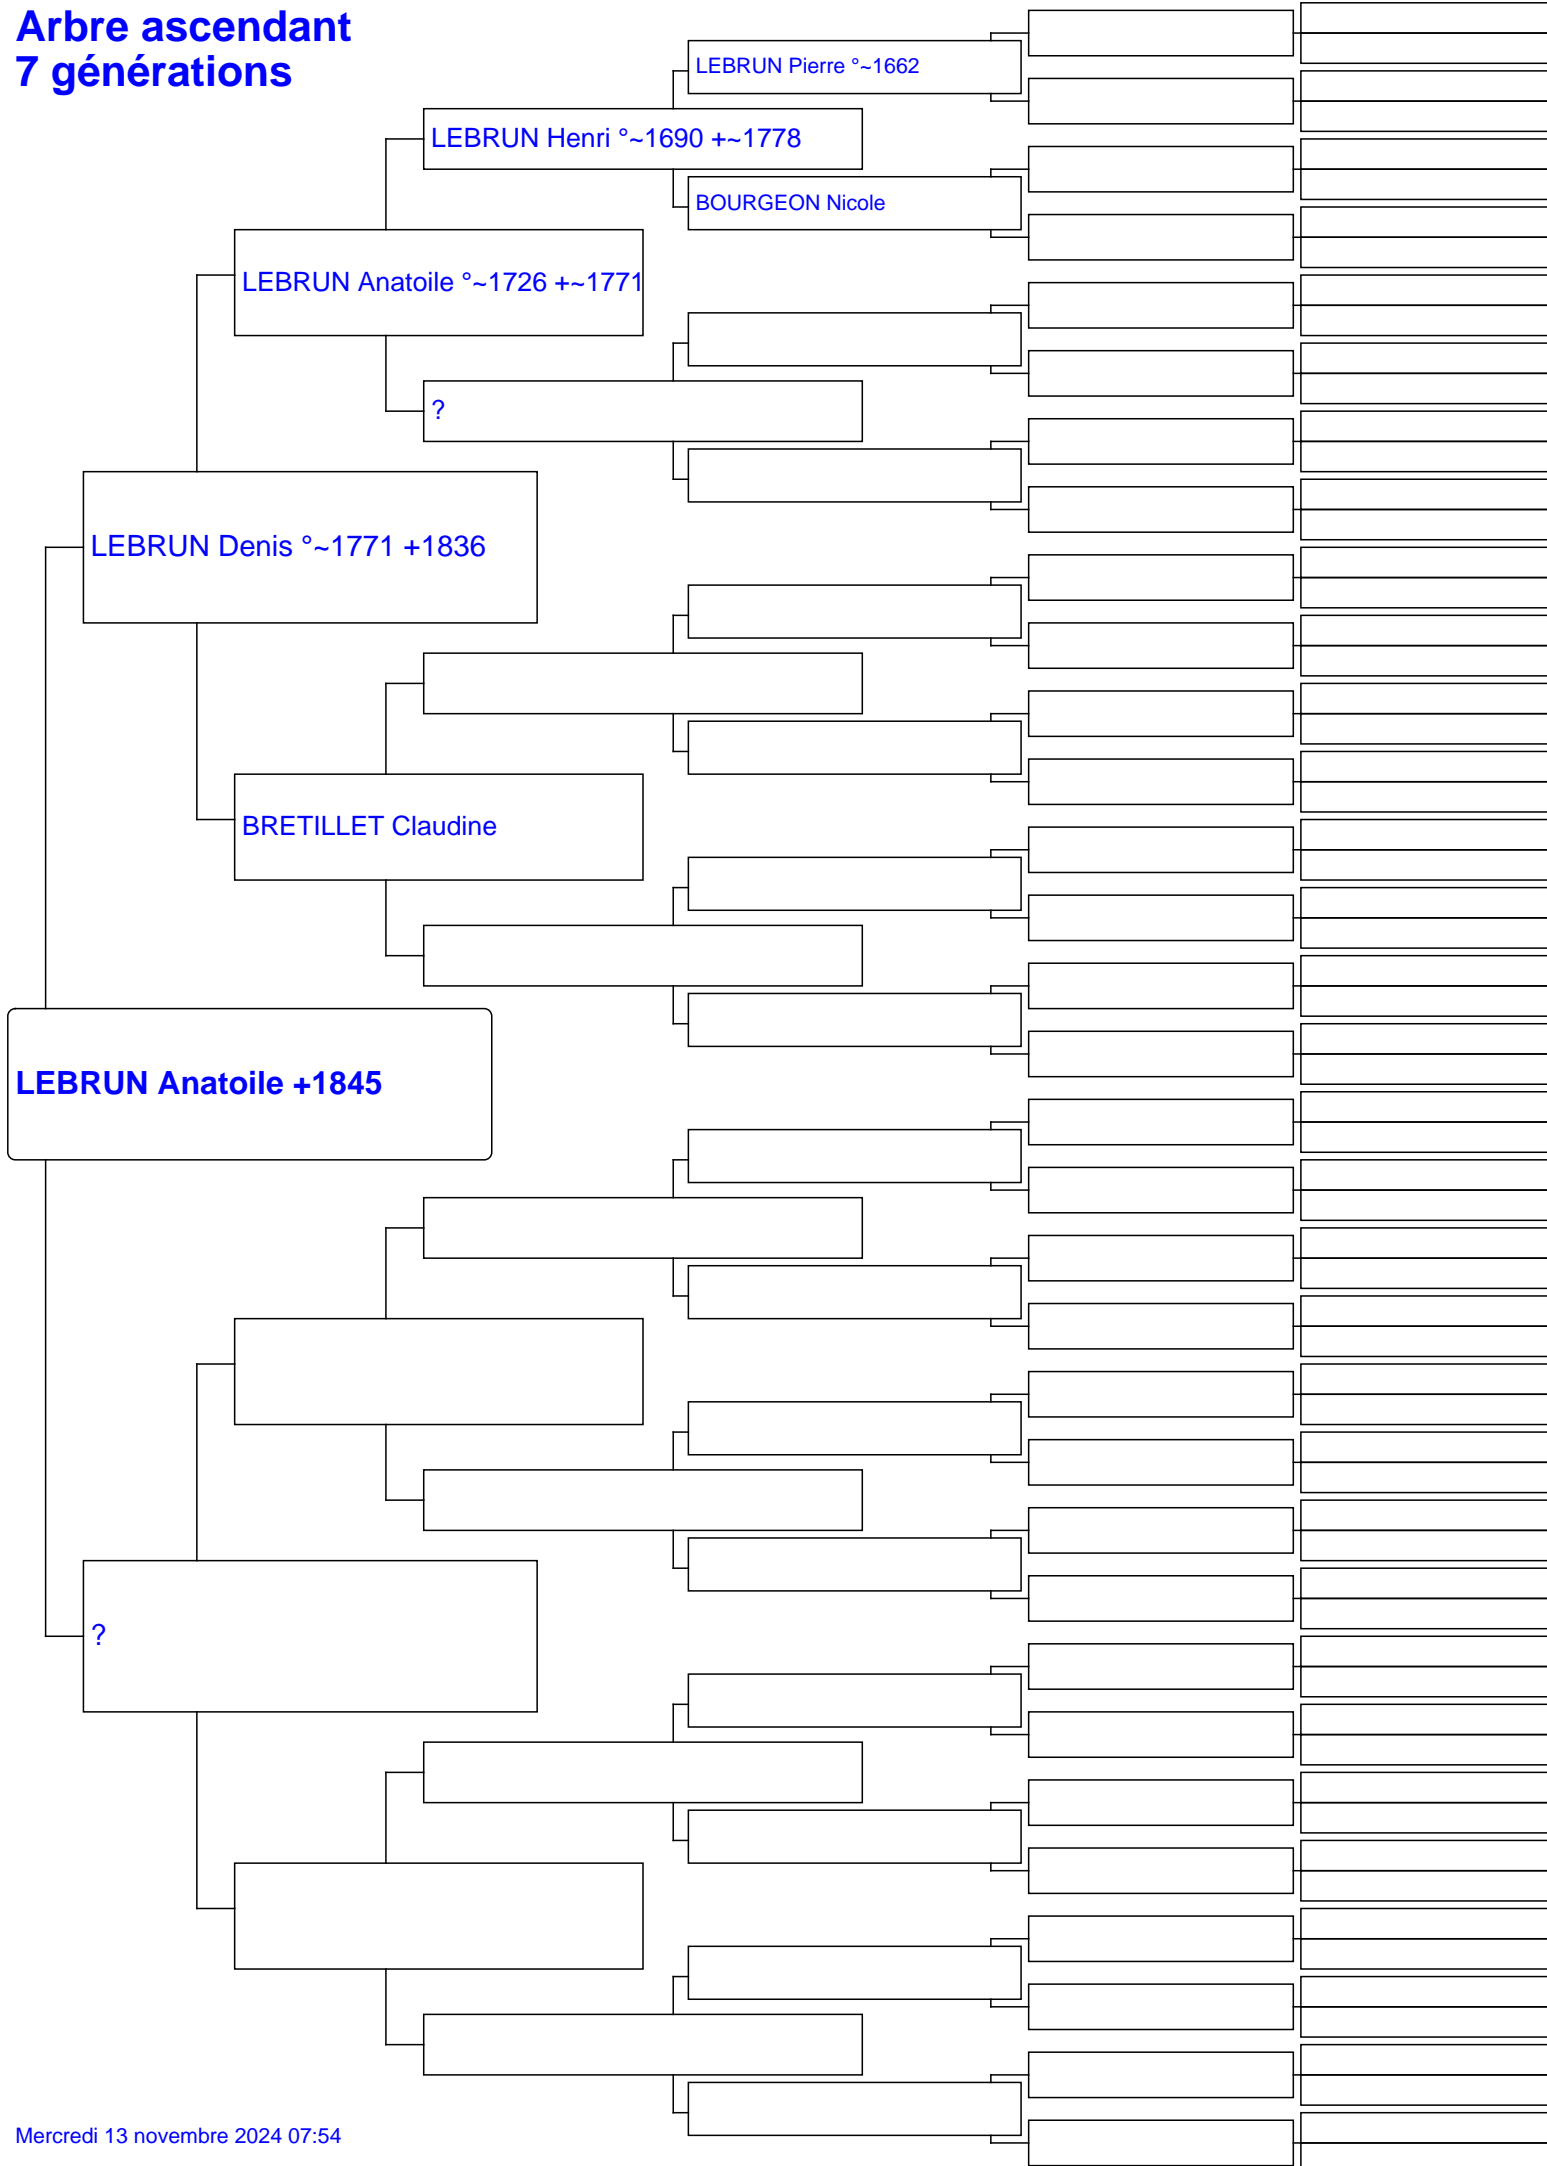 Arbre ascendant
7 générations
LEBRUN Pierre °~1662
LEBRUN Henri °~1690 +~1778
BOURGEON Nicole
LEBRUN Anatoile °~1726 +~1771
?
LEBRUN Denis °~1771 +1836
BRETILLET Claudine
LEBRUN Anatoile +1845
?
Mercredi 13 novembre 2024 07:54